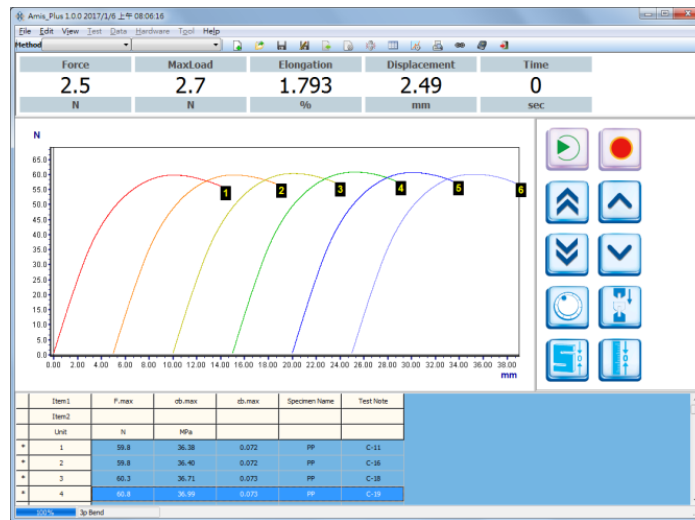 Amis_Plus 1.0.0 2017/1/6 上午 08:06:16
File Edit View Test Data Hardware Tgol Help
Method
Force MaxLoad Elongation Displacement Time
2.5 2.7 1.793 2.49 0
N N % mm sec
N
65.0
60.0
55.0
50.0
45.0
40.0
35.0
30.0
25.0
20.0
15.0
10.0
5.0
0.0
1 2 3 4 5 6
0.00 2.00 4.00 6.00 8.00 10.00 12.00 14.00 16.00 18.00 20.00 22.00 24.00 26.00 28.00 30.00 32.00 34.00 36.00 38.00
mm
Item1 F.max σb.max εb.max Specimen Name Test Note
Item2
Unit N MPa
* 1 59.8 36.38 0.072 PP C-11
* 2 59.8 36.40 0.072 PP C-16
* 3 60.3 36.71 0.073 PP C-18
* 4 60.8 36.99 0.073 PP C-19
100% 3p Bend